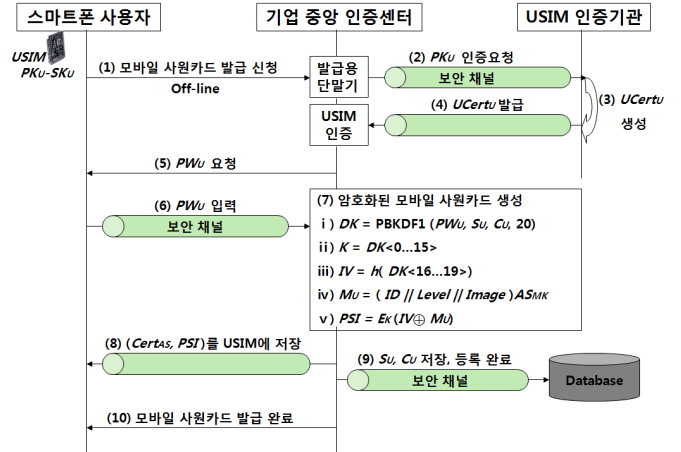 스마트폰 사용자
기업 중앙 인증센터
USIM 인증기관
USIM
PKU-SKU
(1) 모바일 사원카드 발급 신청
Off-line
발급용
단말기
(2) PKU 인증요청
보안 채널
(3) UCertU
생성
(4) UCertU 발급
USIM
인증
(5) PWU 요청
(6) PWU 입력
보안 채널
(7) 암호화된 모바일 사원카드 생성
i) DK = PBKDF1 (PWU, SU, CU, 20)
ii) K = DK<0...15>
iii) IV = h( DK<16...19>)
iv) MU = ( ID || Level || Image )ASMK
v) PSI = EK(IV⊕ MU)
(8) (CertAS, PSI)를 USIM에 저장
(9) SU, CU 저장, 등록 완료
보안 채널
Database
(10) 모바일 사원카드 발급 완료